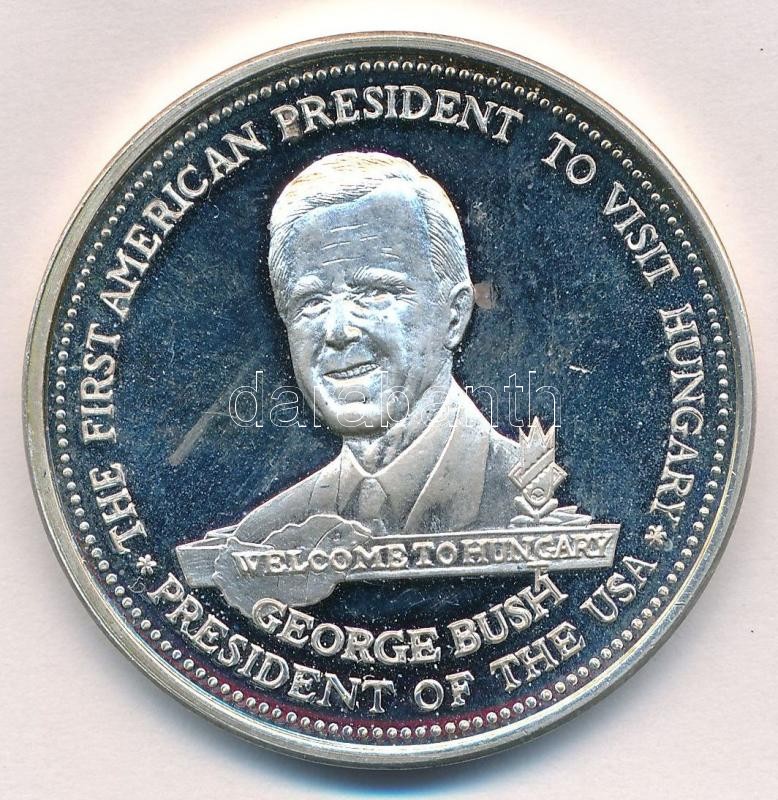 THE FIRST AMERICAN PRESIDENT TO VISIT HUNGARY
WELCOME TO HUNGARY
GEORGE BUSH
* PRESIDENT OF THE USA *
darabanth